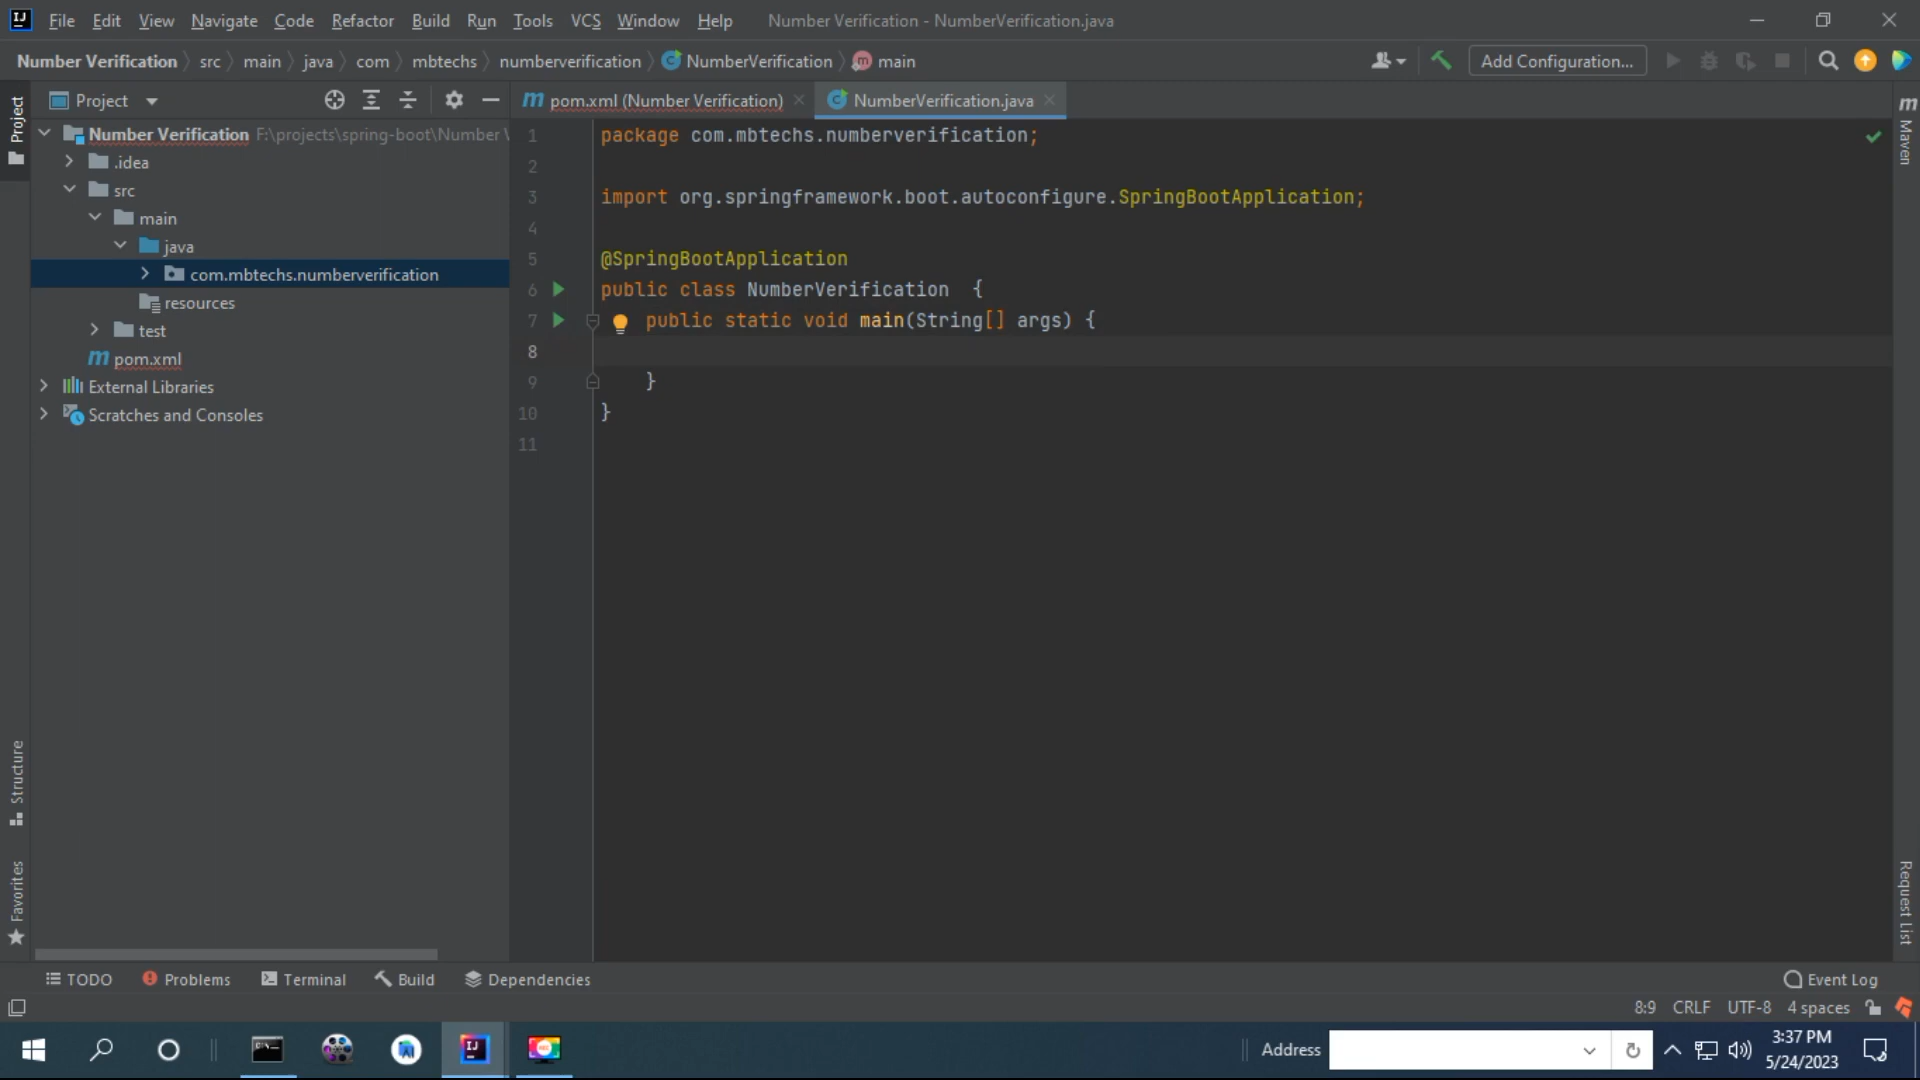 File Edit View Navigate Code Refactor Build Run Tools VCS Window Help Number Verification - NumberVerification.java
Number Verification src main java com mbtechs numberverification NumberVerification main Add Configuration...
Project
pom.xml (Number Verification)
NumberVerification.java
Project
Number Verification F:\projects\spring-boot\Number
.idea
src
main
java
com.mbtechs.numberverification
resources
test
pom.xml
External Libraries
Scratches and Consoles
1 package com.mbtechs.numberverification;
2
3 import org.springframework.boot.autoconfigure.SpringBootApplication;
4
5 @SpringBootApplication
6 public class NumberVerification {
7 public static void main(String[] args) {
8
9 }
10 }
11
Maven
Structure
Favorites
Request List
TODO Problems Terminal Build Dependencies Event Log
8:9 CRLF UTF-8 4 spaces
Address
3:37 PM
5/24/2023